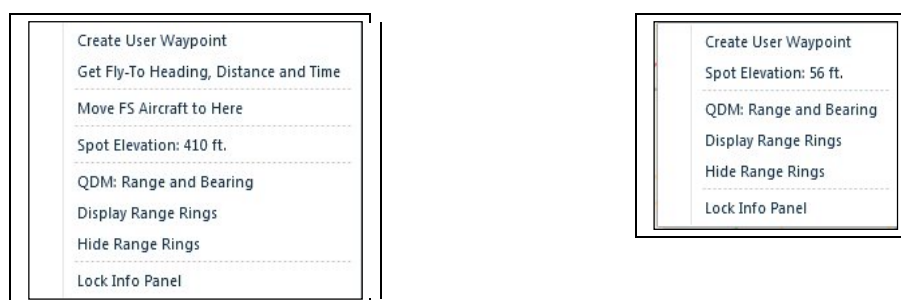 Create User Waypoint
Get Fly-To Heading, Distance and Time
Move FS Aircraft to Here
Spot Elevation: 410 ft.
QDM: Range and Bearing
Display Range Rings
Hide Range Rings
Lock Info Panel
Create User Waypoint
Spot Elevation: 56 ft.
QDM: Range and Bearing
Display Range Rings
Hide Range Rings
Lock Info Panel